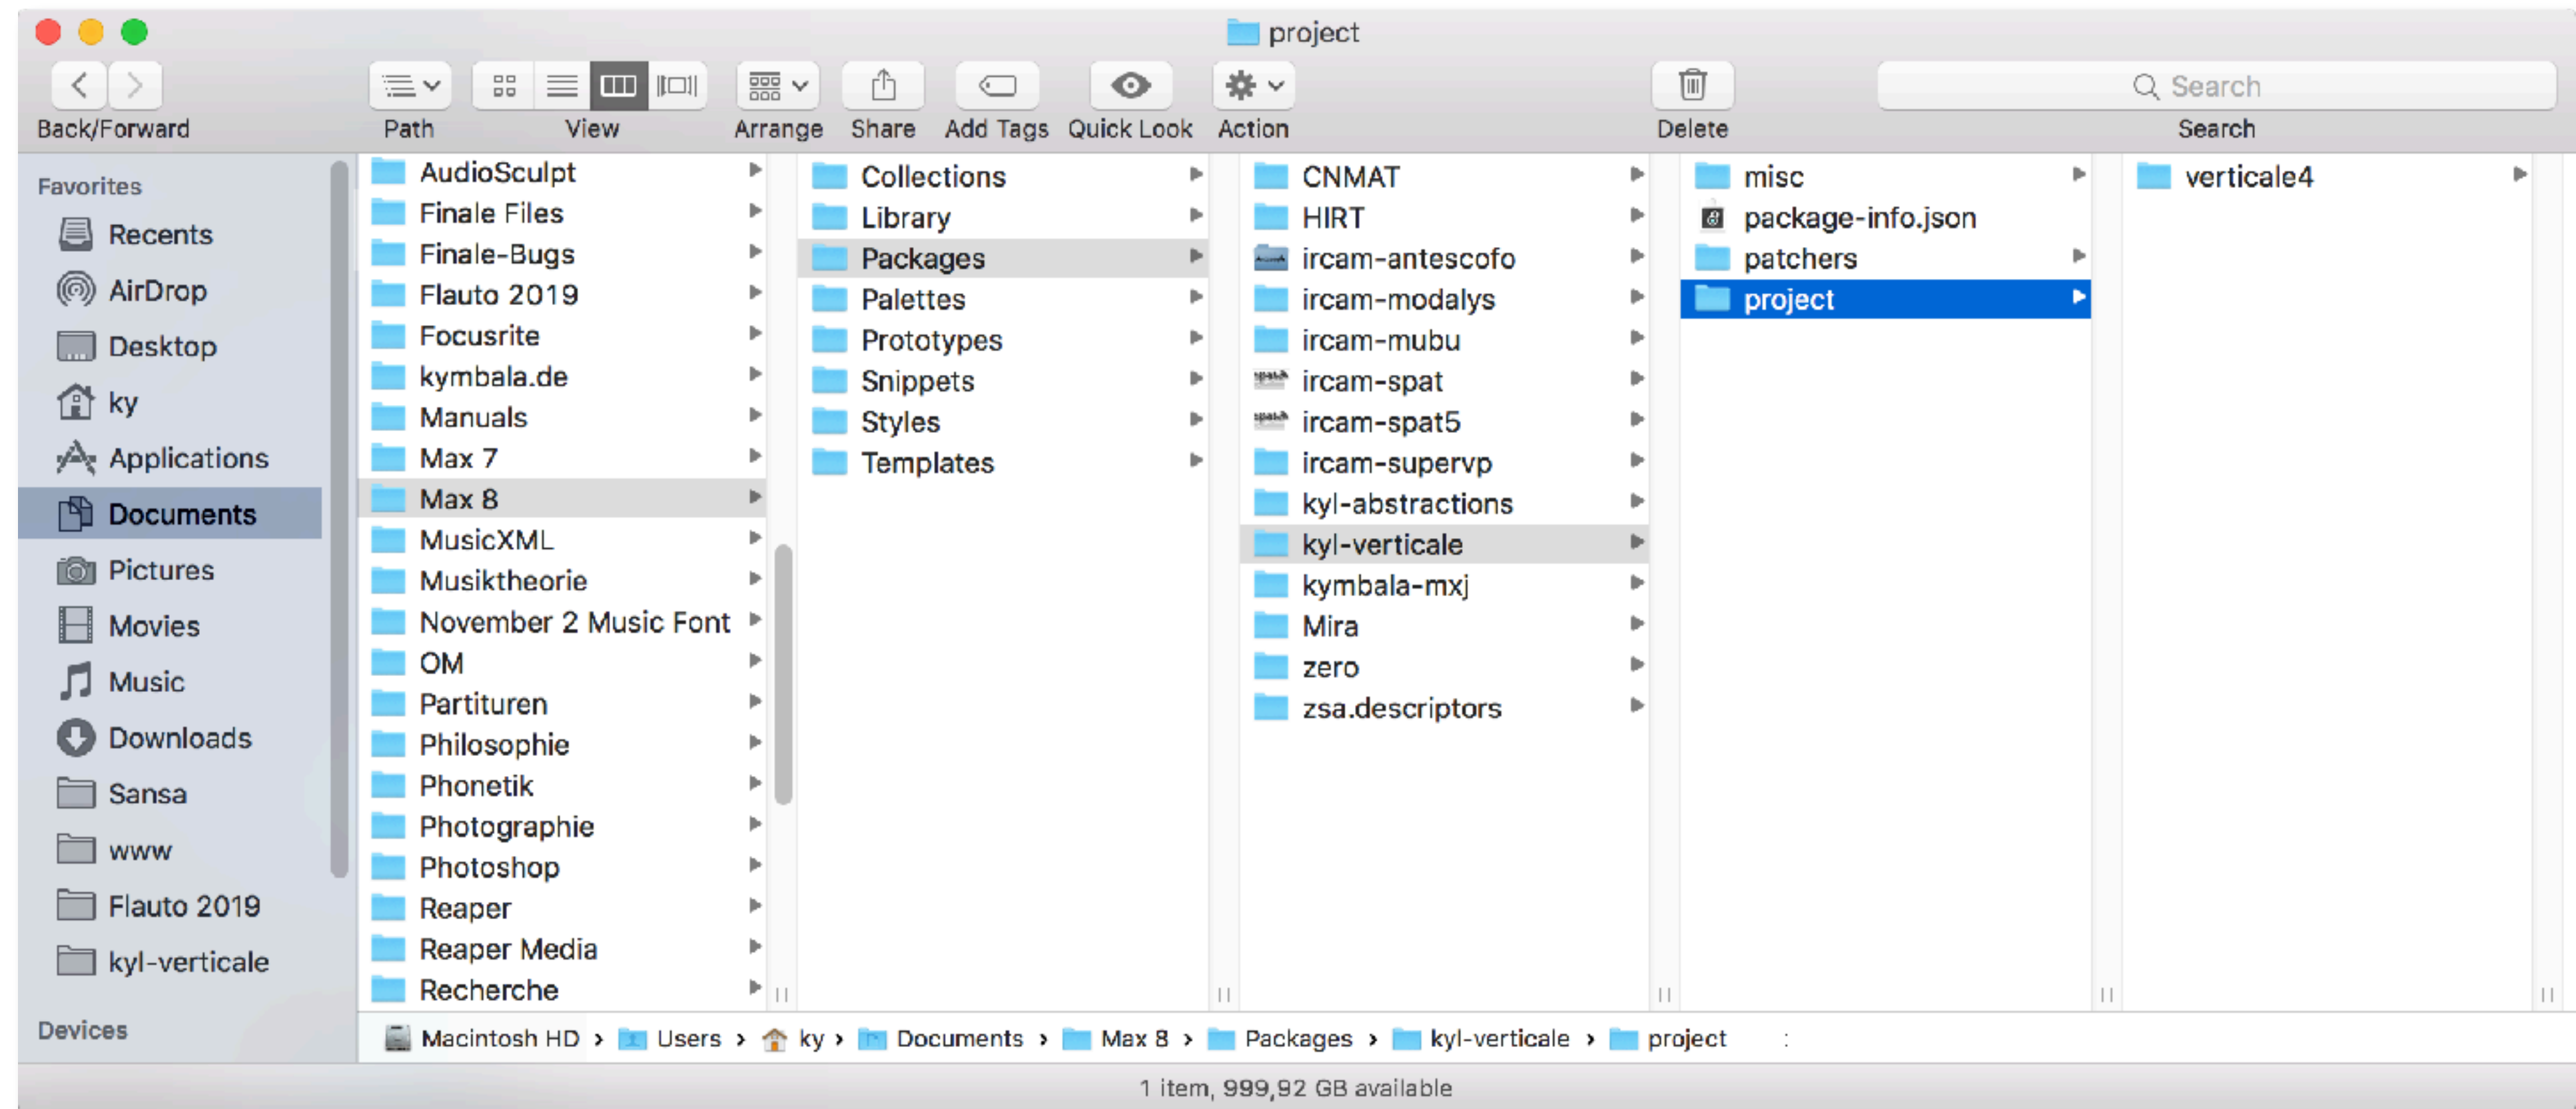 project
Back/Forward
Path
View
Arrange
Share
Add Tags
Quick Look
Action
Delete
Search
Search
Favorites
Recents
AirDrop
Desktop
ky
Applications
Documents
Pictures
Movies
Music
Downloads
Sansa
www
Flauto 2019
kyl-verticale
Devices
AudioSculpt
Finale Files
Finale-Bugs
Flauto 2019
Focusrite
kymbala.de
Manuals
Max 7
Max 8
MusicXML
Musiktheorie
November 2 Music Font
OM
Partituren
Philosophie
Phonetik
Photographie
Photoshop
Reaper
Reaper Media
Recherche
Collections
Library
Packages
Palettes
Prototypes
Snippets
Styles
Templates
CNMAT
HIRT
ircam-antescofo
ircam-modalys
ircam-mubu
ircam-spat
ircam-spat5
ircam-supervp
kyl-abstractions
kyl-verticale
kymbala-mxj
Mira
zero
zsa.descriptors
misc
package-info.json
patchers
project
verticale4
Macintosh HD › Users › ky › Documents › Max 8 › Packages › kyl-verticale › project
1 item, 999,92 GB available